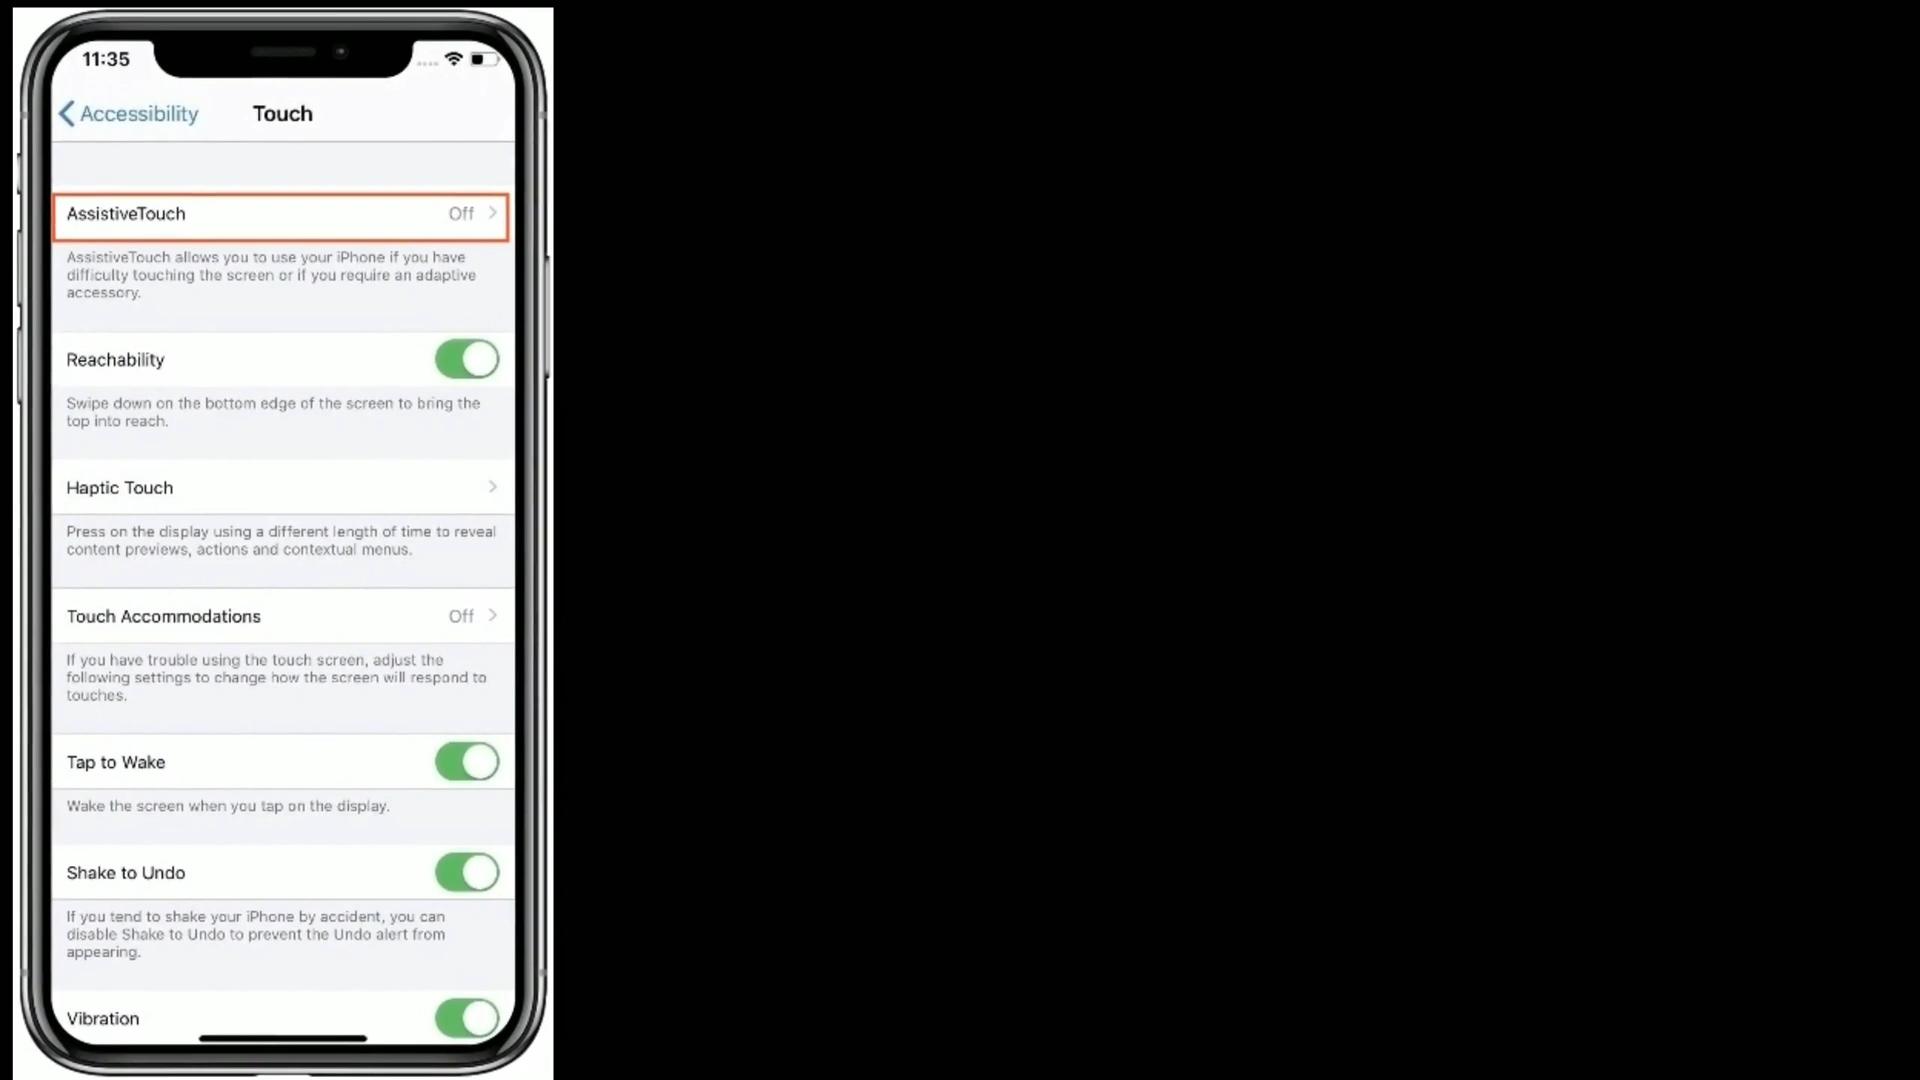 11:35
Accessibility
Touch
AssistiveTouch Off
AssistiveTouch allows you to use your iPhone if you have
difficulty touching the screen or if you require an adaptive
accessory.
Reachability
Swipe down on the bottom edge of the screen to bring the
top into reach.
Haptic Touch
Press on the display using a different length of time to reveal
content previews, actions and contextual menus.
Touch Accommodations Off
If you have trouble using the touch screen, adjust the
following settings to change how the screen will respond to
touches.
Tap to Wake
Wake the screen when you tap on the display.
Shake to Undo
If you tend to shake your iPhone by accident, you can
disable Shake to Undo to prevent the Undo alert from
appearing.
Vibration